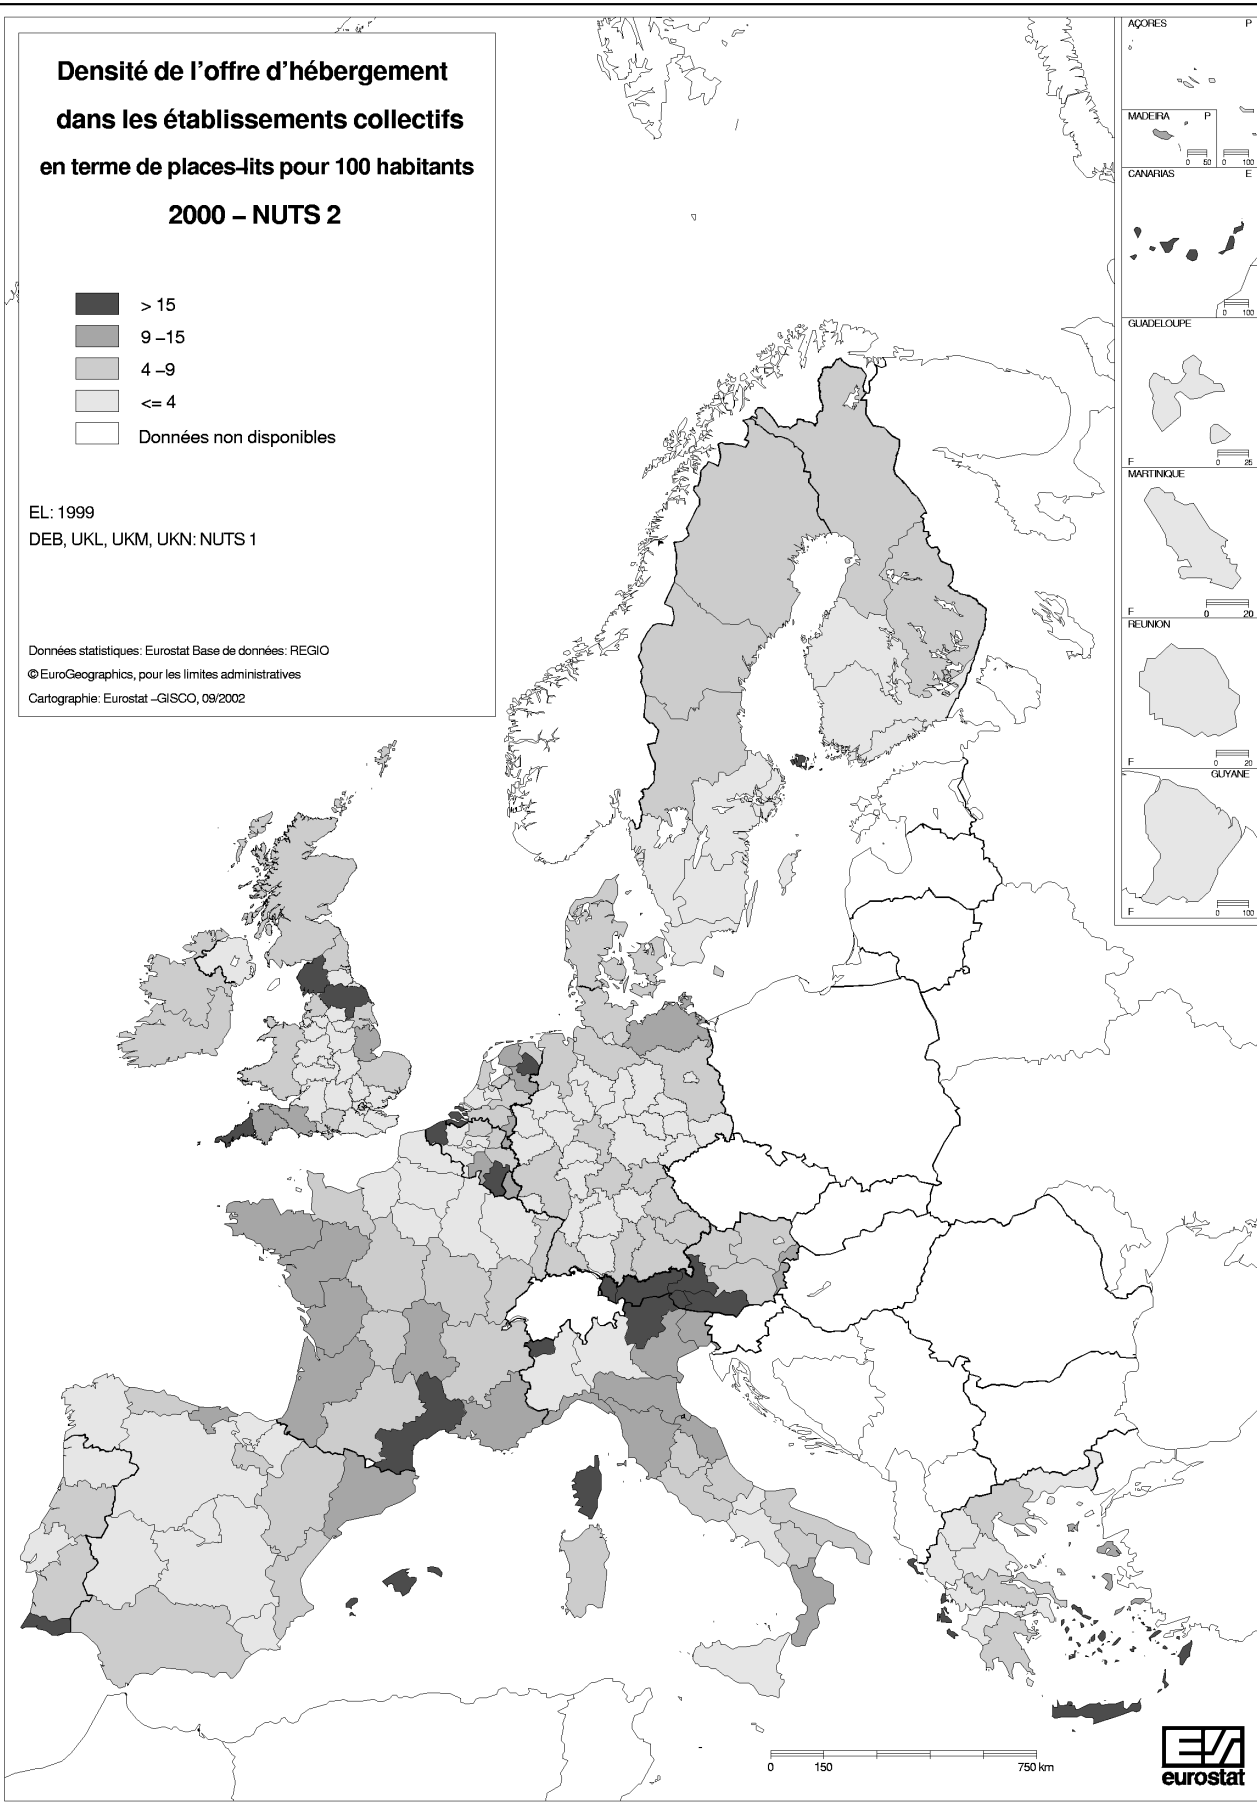 Densité de l'offre d'hébergement
dans les établissements collectifs
en terme de places-lits pour 100 habitants
2000 – NUTS 2
> 15
9 –15
4 –9
<= 4
Données non disponibles
EL: 1999
DEB, UKL, UKM, UKN: NUTS 1
Données statistiques: Eurostat Base de données: REGIO
© EuroGeographics, pour les limites administratives
Cartographie: Eurostat –GISCO, 09/2002
AÇORES P
MADEIRA P
0 50 0 100
CANARIAS E
0 100
GUADELOUPE
F 0 25
MARTINIQUE
F 0 20
REUNION
F 0 20
GUYANE
F 0 100
0 150 750 km
eurostat